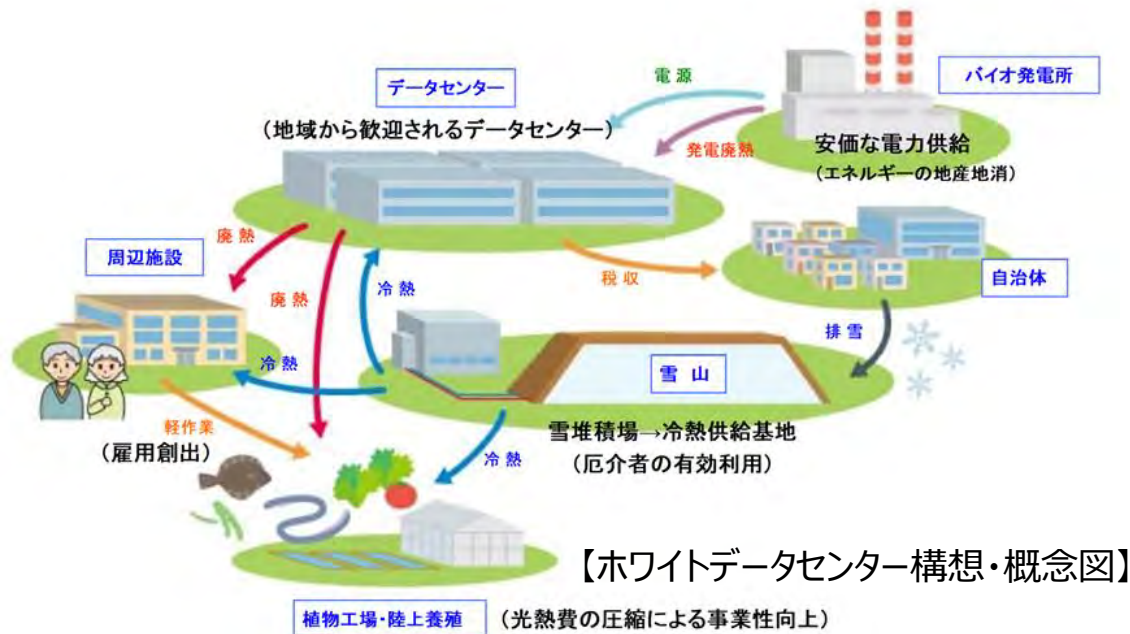 電源
バイオ発電所
データセンター
(地域から歓迎されるデータセンター)
発電廃熱
安価な電力供給
(エネルギーの地産地消)
廃熱
周辺施設
廃熱
冷熱
税収
自治体
排雪
冷熱
雪山
軽作業
(雇用創出)
冷熱
雪堆積場→冷熱供給基地
(厄介者の有効利用)
【ホワイトデータセンター構想・概念図】
植物工場・陸上養殖 (光熱費の圧縮による事業性向上)